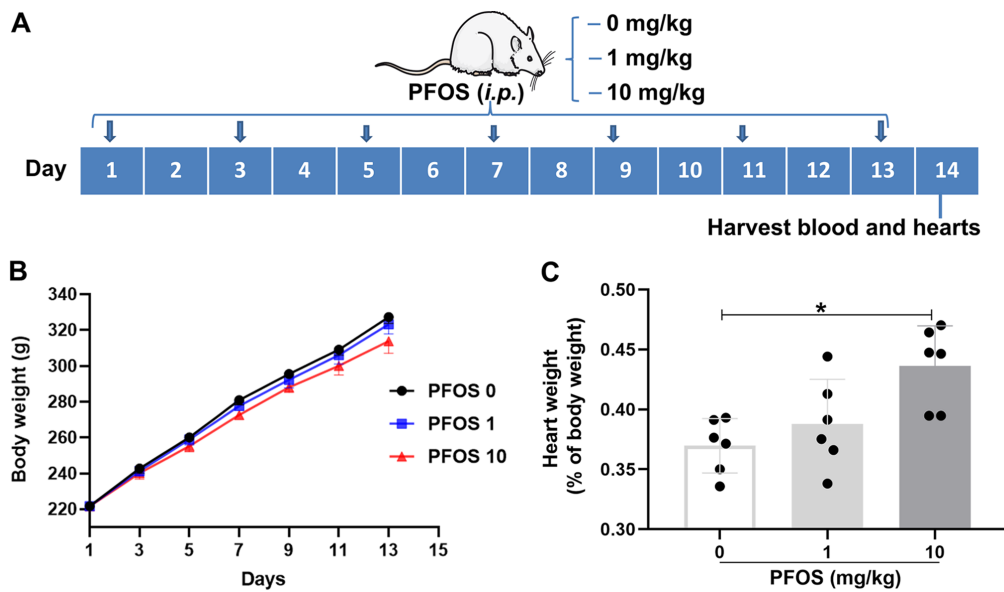 A
– 0 mg/kg
– 1 mg/kg
– 10 mg/kg
PFOS (i.p.)
Day 1 2 3 4 5 6 7 8 9 10 11 12 13 14
Harvest blood and hearts
B
340
320
300
280
260
240
220
Body weight (g)
PFOS 0
PFOS 1
PFOS 10
1 3 5 7 9 11 13 15
Days
C
0.50
0.45
0.40
0.35
0.30
Heart weight
(% of body weight)
*
0 1 10
PFOS (mg/kg)